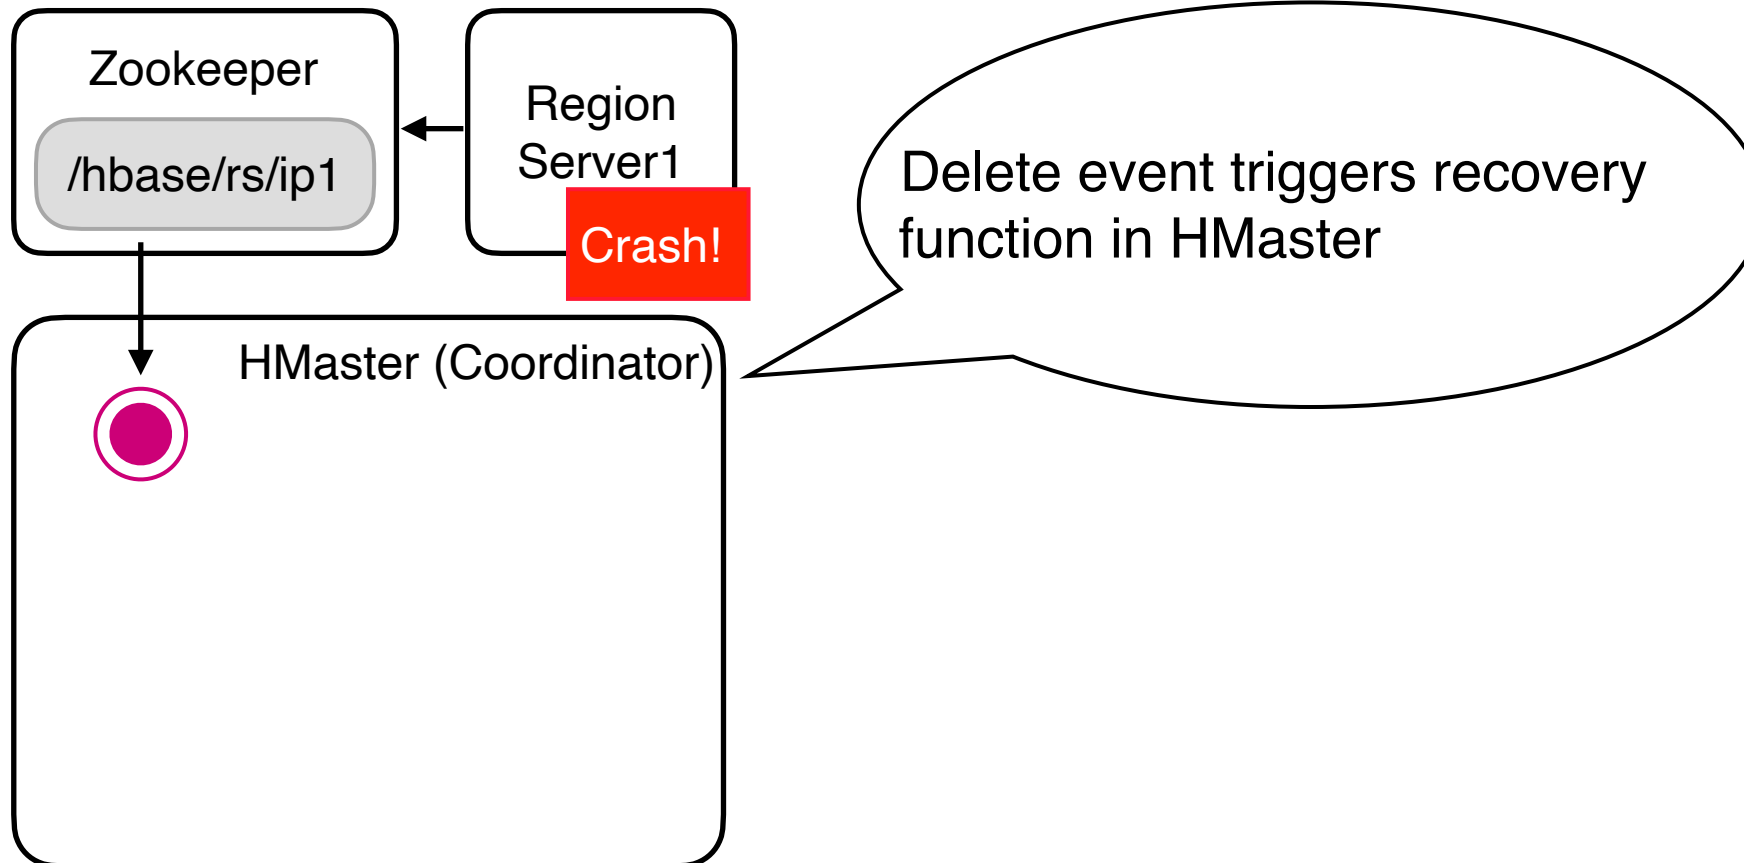 Zookeeper
/hbase/rs/ip1
Region
Server1
Crash!
Delete event triggers recovery
function in HMaster
HMaster (Coordinator)